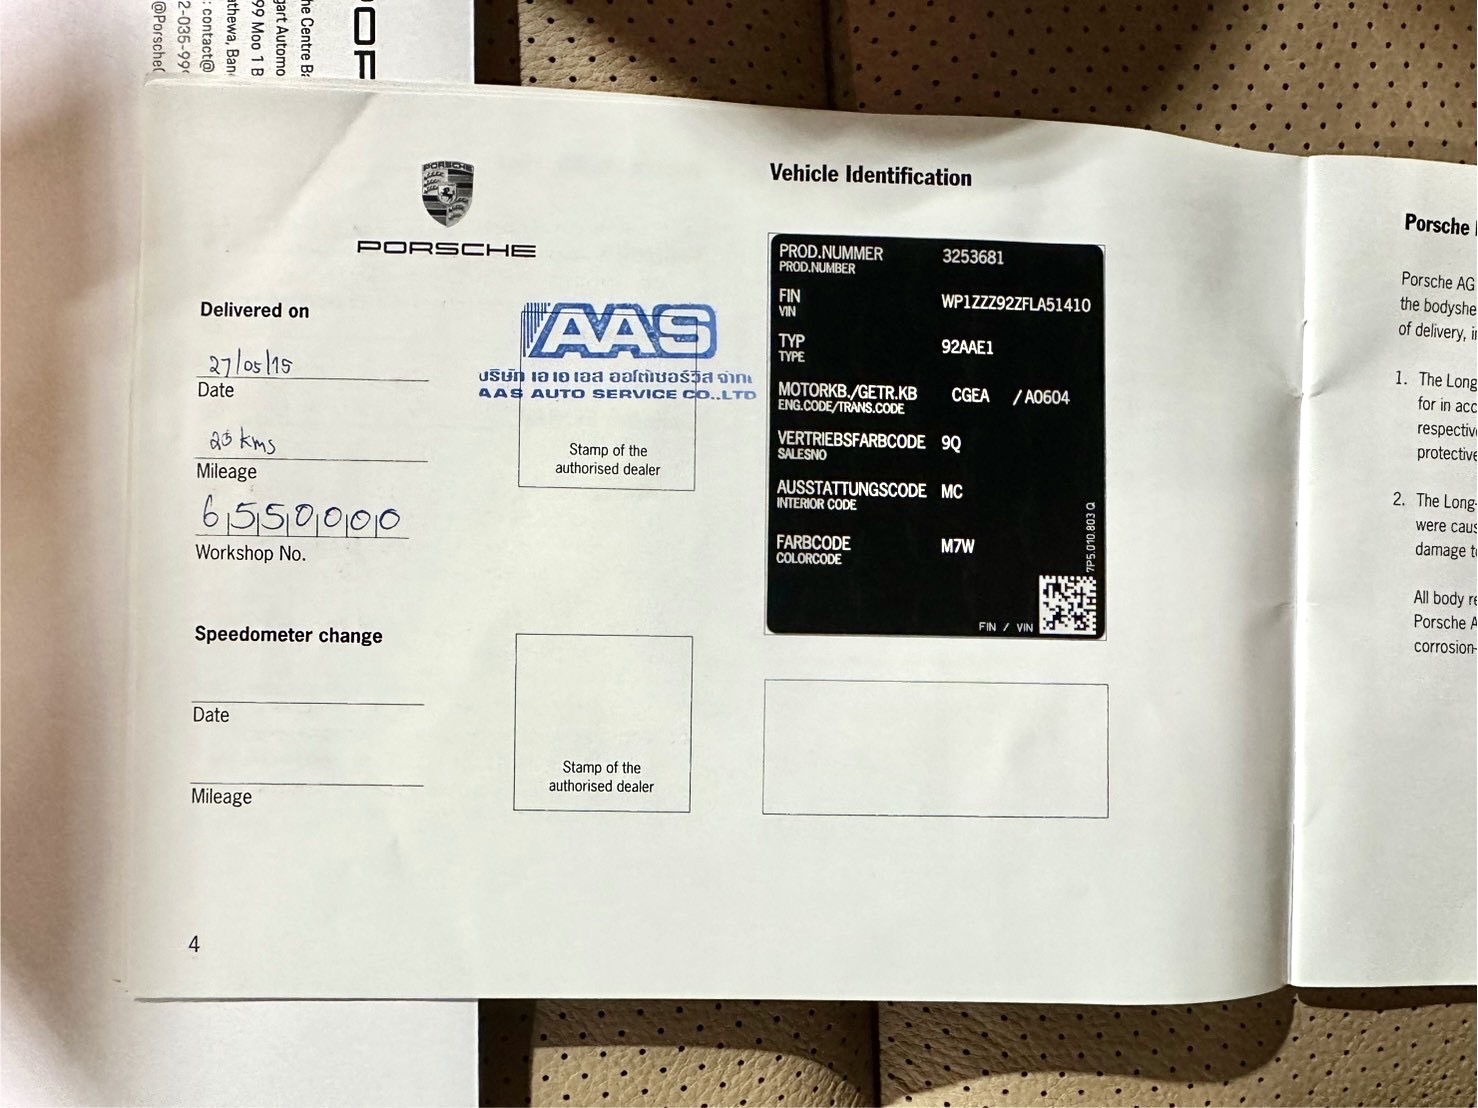 he Centre Ba
gart Automo
99 Moo 1 B
athewa, Ban
: contact@
2-035-99
@Porsche
PORSCHE
PORSCHE
Delivered on
27/05/15
Date
kms
Mileage
6550000
Workshop No.
AAS
บริษัท เอ เอ เอส ออโต้เซอร์วิส จำกั
AAS AUTO SERVICE CO..LTD
Stamp of the
authorised dealer
Speedometer change
Date
Mileage
Stamp of the
authorised dealer
4
Vehicle Identification
PROD.NUMMER 3253681
PROD.NUMBER
FIN WP1ZZZ92ZFLA51410
VIN
TYP 92AAE1
TYPE
MOTORKB./GETR.KB CGEA /A0604
ENG.CODE/TRANS.CODE
VERTRIEBSFARBCODE 9Q
SALESNO
AUSSTATTUNGSCODE MC
INTERIOR CODE
FARBCODE M7W
COLORCODE
7P5.010.803 Q
FIN / VIN
Porsche
Porsche AG
the bodyshe
of delivery, i
1. The Long
for in acc
respectiv
protective
2. The Long-
were caus
damage t
All body re
Porsche A
corrosion-